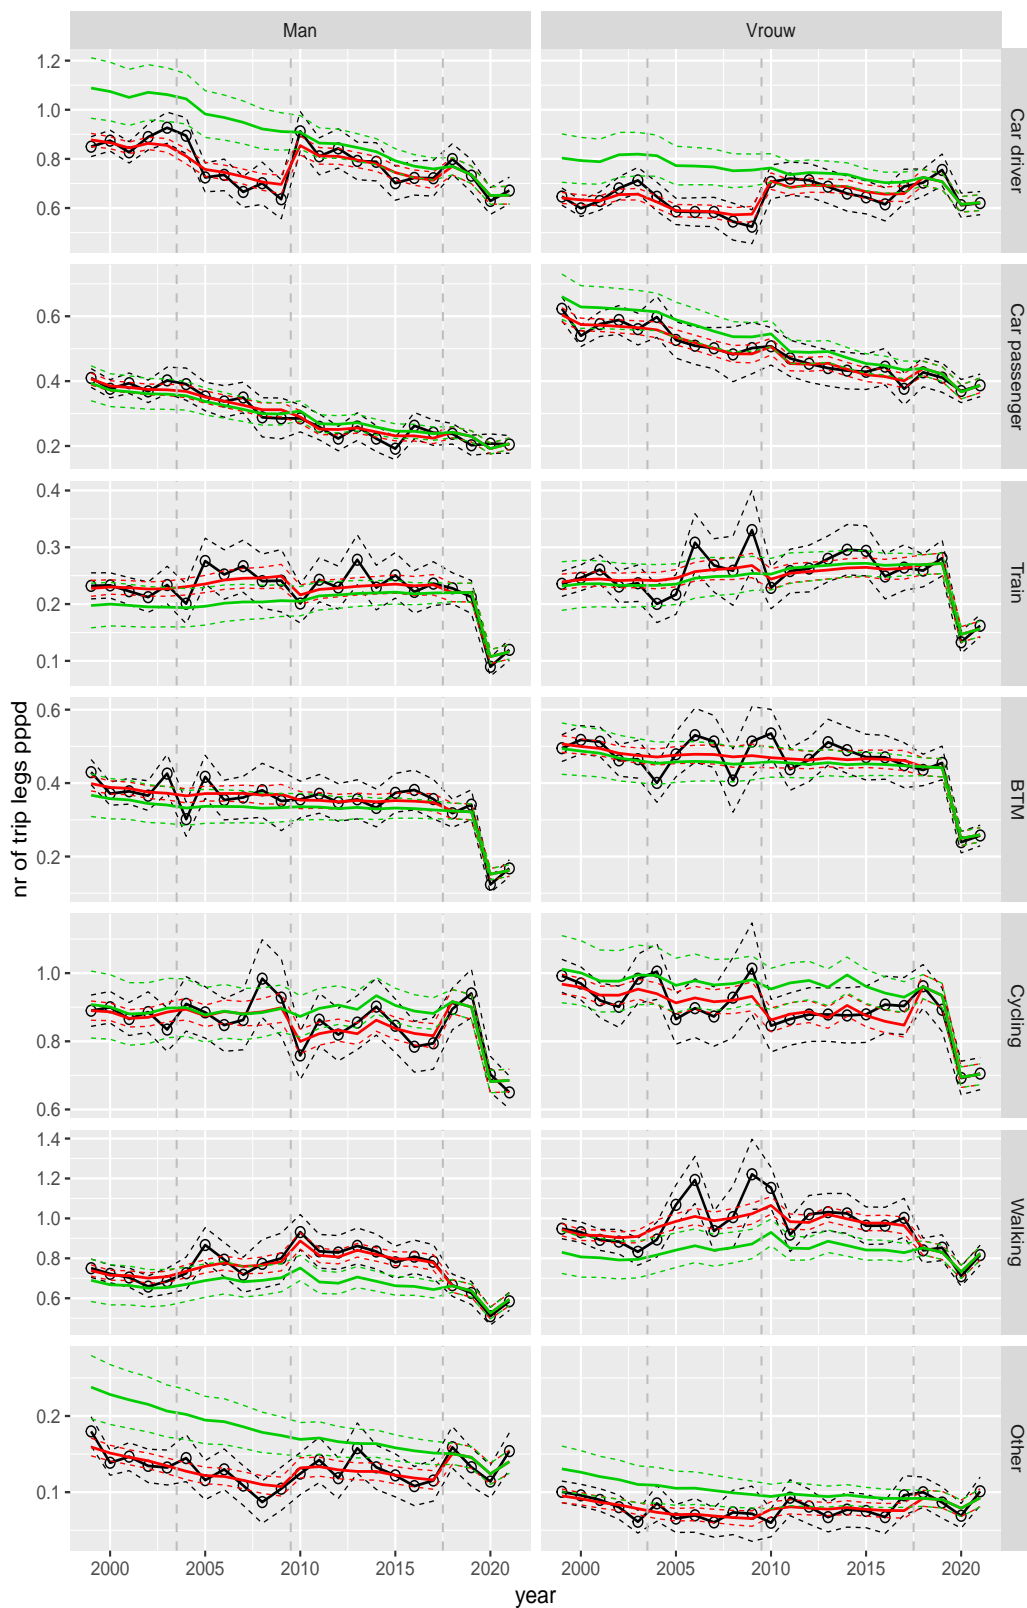 Man
Vrouw
1.2
1.0
0.8
0.6
Car driver
0.6
0.4
0.2
Car passenger
0.4
0.3
0.2
0.1
Train
0.6
0.4
0.2
BTM
1.0
0.8
0.6
Cycling
1.4
1.2
1.0
0.8
0.6
Walking
0.2
0.1
Other
nr of trip legs pppd
2000 2005 2010 2015 2020 2000 2005 2010 2015 2020
year